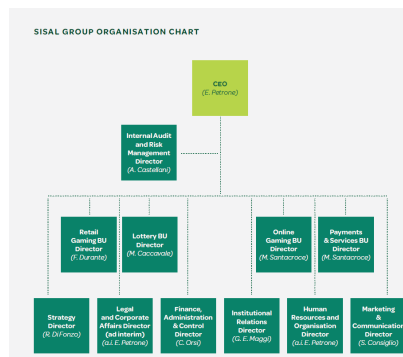 SISAL GROUP ORGANISATION CHART
CEO
(E. Petrone)
Internal Audit
and Risk
Management
Director
(A. Castellani)
Retail
Gaming BU
Director
(F. Durante)
Lottery BU
Director
(M. Caccavale)
Online
Gaming BU
Director
(M. Santacroce)
Payments
& Services BU
Director
(M. Santacroce)
Strategy
Director
(R. Di Fonzo)
Legal
and Corporate
Affairs Director
(ad interim)
(a.i. E. Petrone)
Finance,
Administration
& Control
Director
(C. Orsi)
Institutional
Relations
Director
(G. E. Maggi)
Human
Resources and
Organisation
Director
(a.i. E. Petrone)
Marketing
&
Communication
Director
(S. Consiglio)